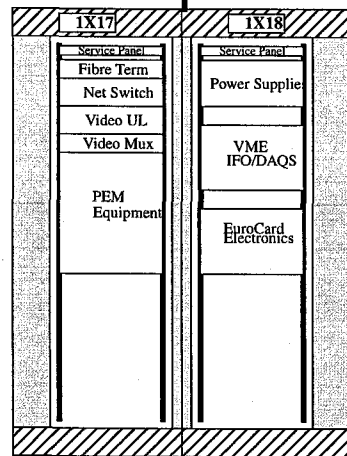 1X17
1X18
Service Panel
Fibre Term
Net Switch
Video UL
Video Mux
PEM
Equipment
Service Panel
Power Supplie
VME
IFO/DAQS
EuroCard
Electronics